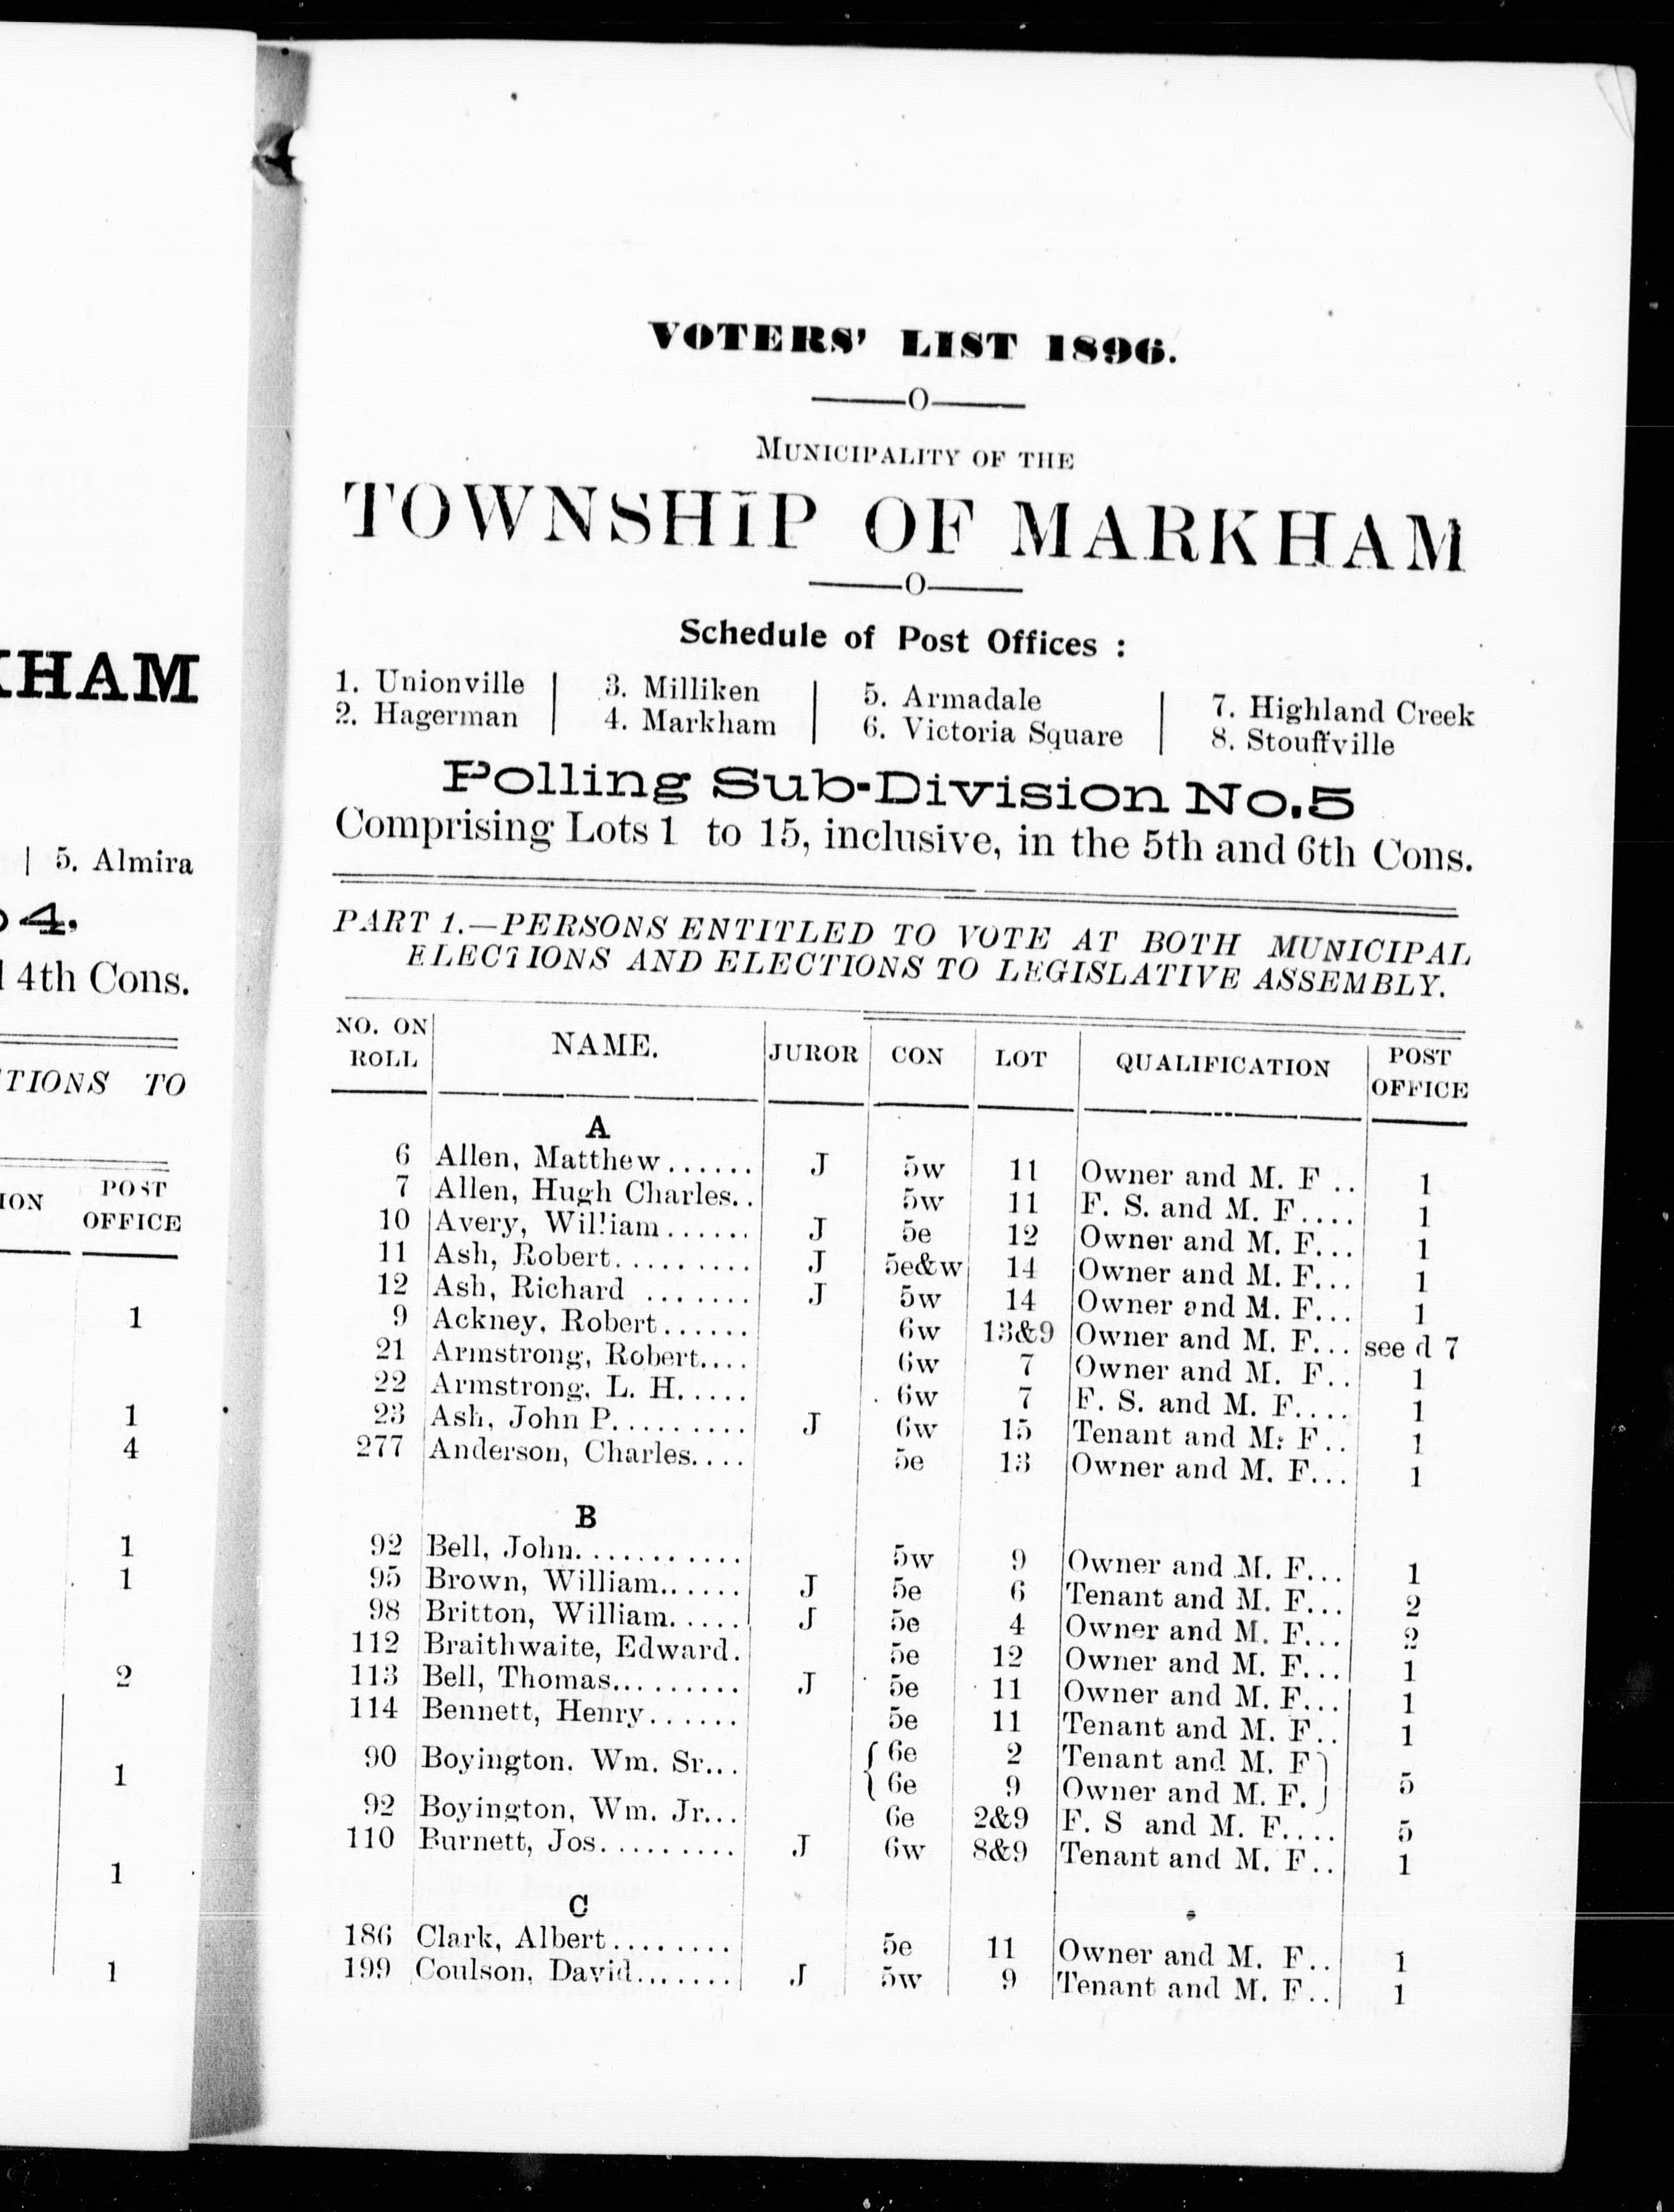 KHAM
| 5. Almira
4.
4th Cons.
TIONS TO
ION POST
OFFICE
1
1
4
1
1
2
1
1
1
VOTERS' LIST 1896.
—O—
MUNICIPALITY OF THE
TOWNSHIP OF MARKHAM
—O—
Schedule of Post Offices :
1. Unionville | 3. Milliken | 5. Armadale | 7. Highland Creek
2. Hagerman | 4. Markham | 6. Victoria Square | 8. Stouffville
Polling Sub-Division No.5
Comprising Lots 1 to 15, inclusive, in the 5th and 6th Cons.
PART 1.—PERSONS ENTITLED TO VOTE AT BOTH MUNICIPAL
ELECTIONS AND ELECTIONS TO LEGISLATIVE ASSEMBLY.
NO. ON ROLL NAME. JUROR CON LOT QUALIFICATION POST OFFICE
A
6 Allen, Matthew...... J 5w 11 Owner and M. F .. 1
7 Allen, Hugh Charles.. 5w 11 F. S. and M. F.... 1
10 Avery, William...... J 5e 12 Owner and M. F... 1
11 Ash, Robert......... J 5e&w 14 Owner and M. F... 1
12 Ash, Richard ....... J 5w 14 Owner and M. F... 1
9 Ackney, Robert...... 6w 13&9 Owner and M. F... see d 7
21 Armstrong, Robert.... 6w 7 Owner and M. F.. 1
22 Armstrong, L. H..... 6w 7 F. S. and M. F.... 1
23 Ash, John P......... J 6w 15 Tenant and M. F.. 1
277 Anderson, Charles.... 5e 13 Owner and M. F... 1
B
92 Bell, John........... 5w 9 Owner and M. F... 1
95 Brown, William...... J 5e 6 Tenant and M. F... 2
98 Britton, William..... J 5e 4 Owner and M. F... 2
112 Braithwaite, Edward. 5e 12 Owner and M. F... 1
113 Bell, Thomas......... J 5e 11 Owner and M. F... 1
114 Bennett, Henry...... 5e 11 Tenant and M. F.. 1
90 Boyington. Wm. Sr... { 6e 2 Tenant and M. F }
{ 6e 9 Owner and M. F. } 5
92 Boyington, Wm. Jr... 6e 2&9 F. S and M. F.... 5
110 Burnett, Jos......... J 6w 8&9 Tenant and M. F.. 1
C
186 Clark, Albert........ 5e 11 Owner and M. F.. 1
199 Coulson, David....... J 5w 9 Tenant and M. F.. 1